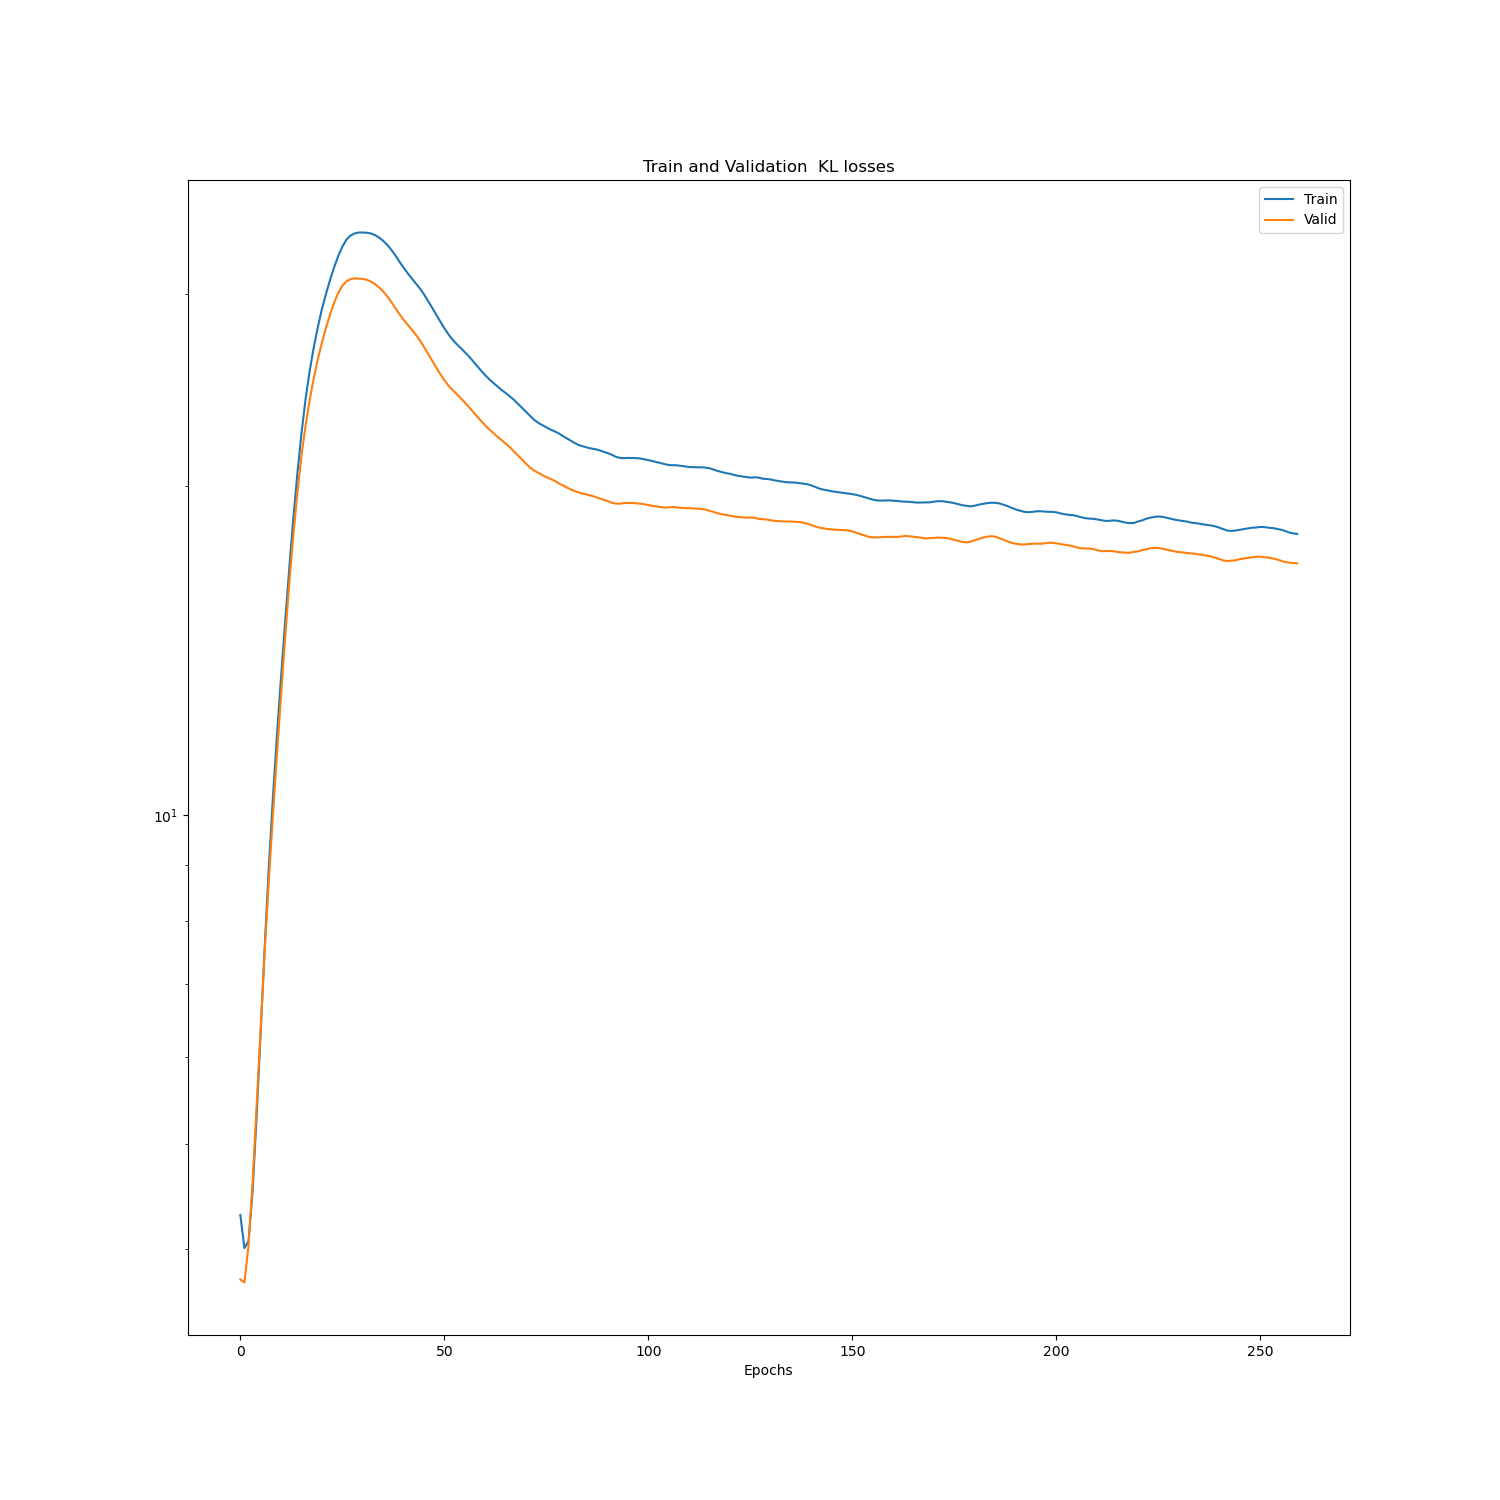 Train and Validation  KL losses
Train
Valid
10¹
0 50 100 150 200 250
Epochs